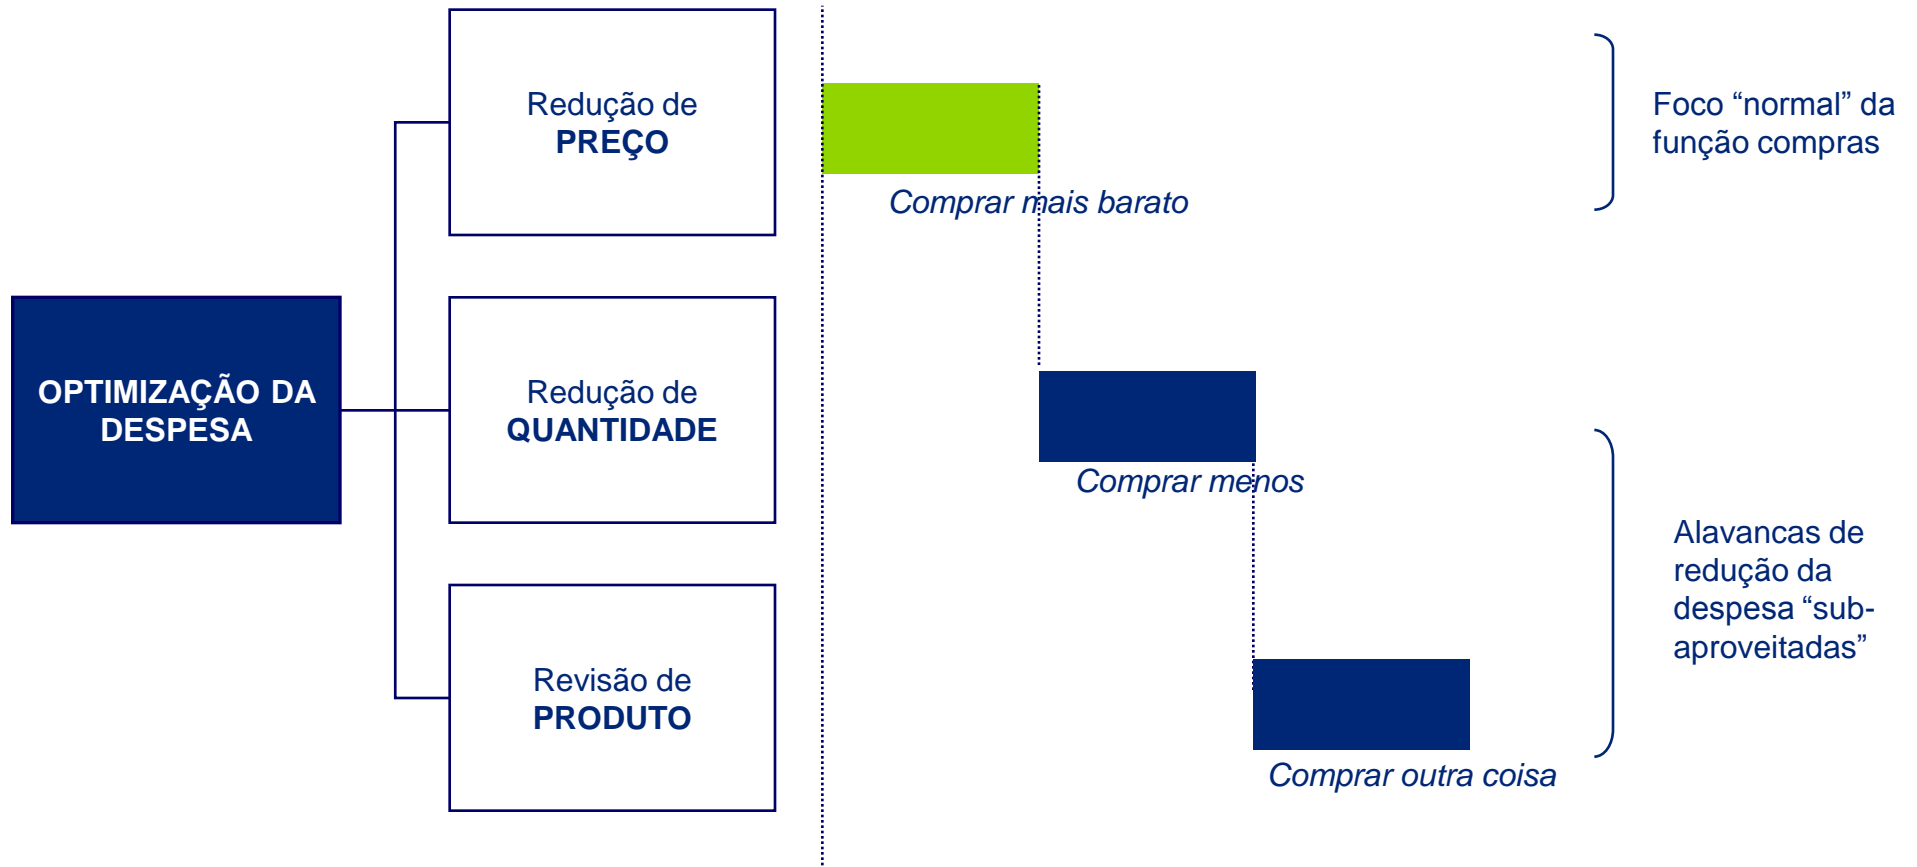 Redução de
PREÇO
Comprar mais barato
Foco “normal” da
função compras
OPTIMIZAÇÃO DA
DESPESA
Redução de
QUANTIDADE
Comprar menos
Alavancas de
redução da
despesa “sub-
aproveitadas”
Revisão de
PRODUTO
Comprar outra coisa